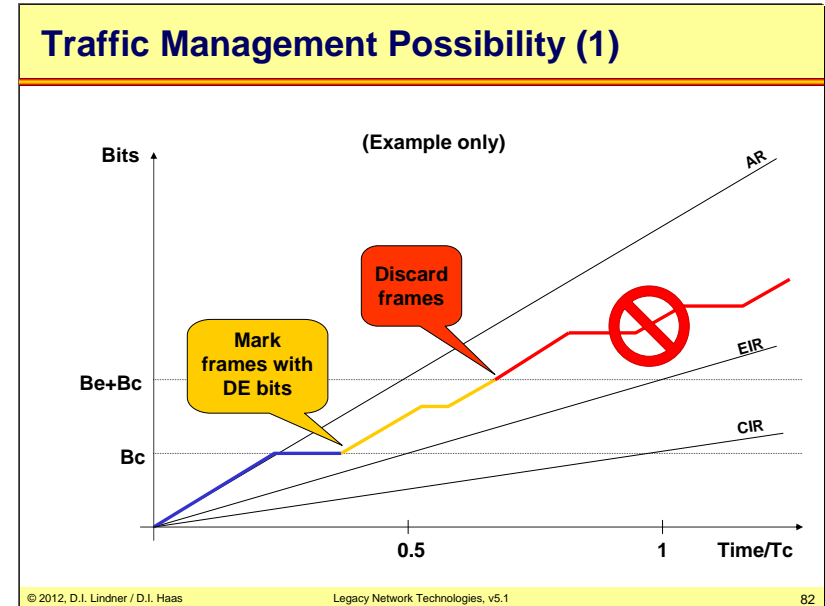 Traffic Management Possibility (1)
(Example only)
Bits
AR
Discard
frames
Mark
frames with
DE bits
EIR
Be+Bc
CIR
Bc
0.5
1
Time/Tc
© 2012, D.I. Lindner / D.I. Haas
Legacy Network Technologies, v5.1
82